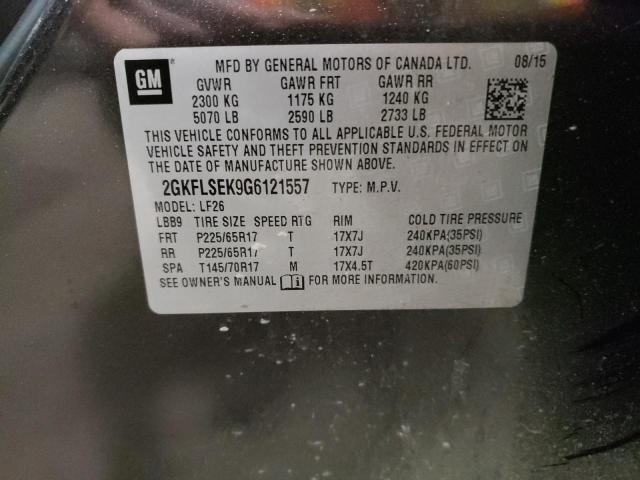 GM
MFD BY GENERAL MOTORS OF CANADA LTD. 08/15
GVWR GAWR FRT GAWR RR
2300 KG 1175 KG 1240 KG
5070 LB 2590 LB 2733 LB
THIS VEHICLE CONFORMS TO ALL APPLICABLE U.S. FEDERAL MOTOR
VEHICLE SAFETY AND THEFT PREVENTION STANDARDS IN EFFECT ON
THE DATE OF MANUFACTURE SHOWN ABOVE.
2GKFLSEK9G6121557 TYPE: M.P.V.
MODEL: LF26
LBB9 TIRE SIZE SPEED RTG RIM COLD TIRE PRESSURE
FRT P225/65R17 T 17X7J 240KPA(35PSI)
RR P225/65R17 T 17X7J 240KPA(35PSI)
SPA T145/70R17 M 17X4.5T 420KPA(60PSI)
SEE OWNER'S MANUAL FOR MORE INFORMATION.